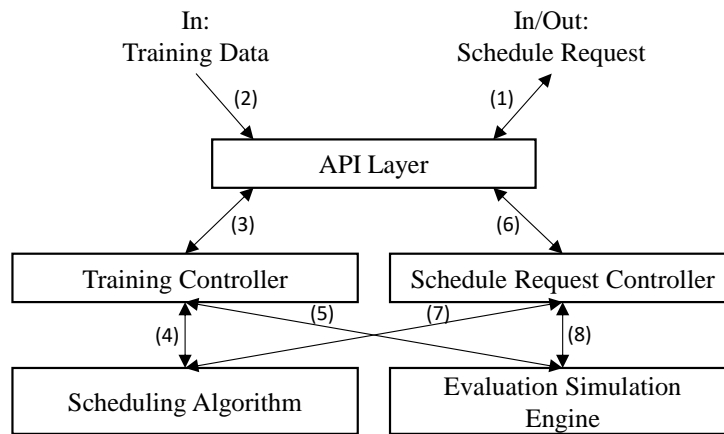 In:
Training Data
In/Out:
Schedule Request
(2)
(1)
API Layer
(3)
(6)
Training Controller
Schedule Request Controller
(4)
(5)
(7)
(8)
Scheduling Algorithm
Evaluation Simulation
Engine